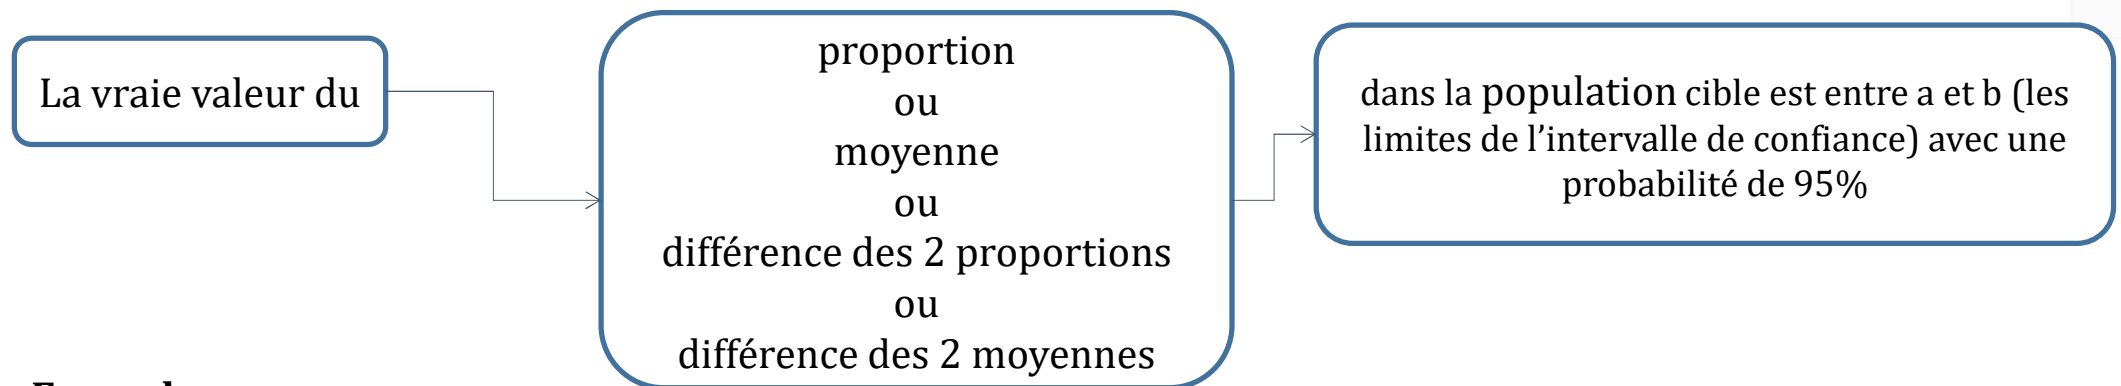 La vraie valeur du
proportion
ou
moyenne
ou
différence des 2 proportions
ou
différence des 2 moyennes
dans la population cible est entre a et b (les
limites de l’intervalle de confiance) avec une
probabilité de 95%